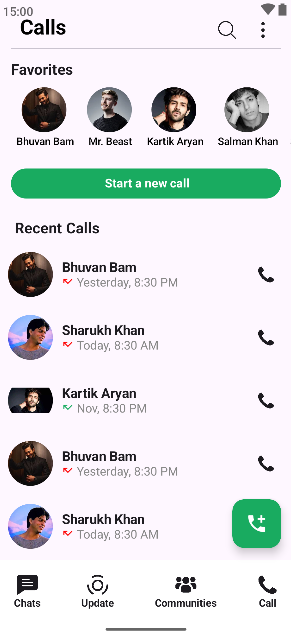 15:00
Calls
Favorites
Bhuvan Bam Mr. Beast Kartik Aryan Salman Khan
Start a new call
Recent Calls
Bhuvan Bam
Yesterday, 8:30 PM
Sharukh Khan
Today, 8:30 AM
Kartik Aryan
Nov, 8:30 PM
Bhuvan Bam
Yesterday, 8:30 PM
Sharukh Khan
Today, 8:30 AM
Chats Update Communities Call